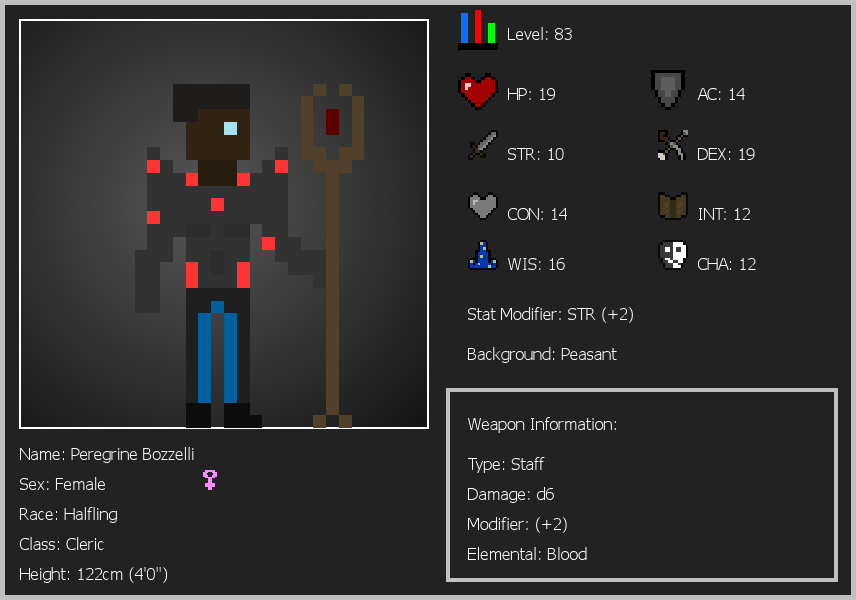 Level: 83
HP: 19
AC: 14
STR: 10
DEX: 19
CON: 14
INT: 12
WIS: 16
CHA: 12
Stat Modifier: STR (+2)
Background: Peasant
Weapon Information:
Type: Staff
Damage: d6
Modifier: (+2)
Elemental: Blood
Name: Peregrine Bozzelli
Sex: Female
Race: Halfling
Class: Cleric
Height: 122cm (4'0")